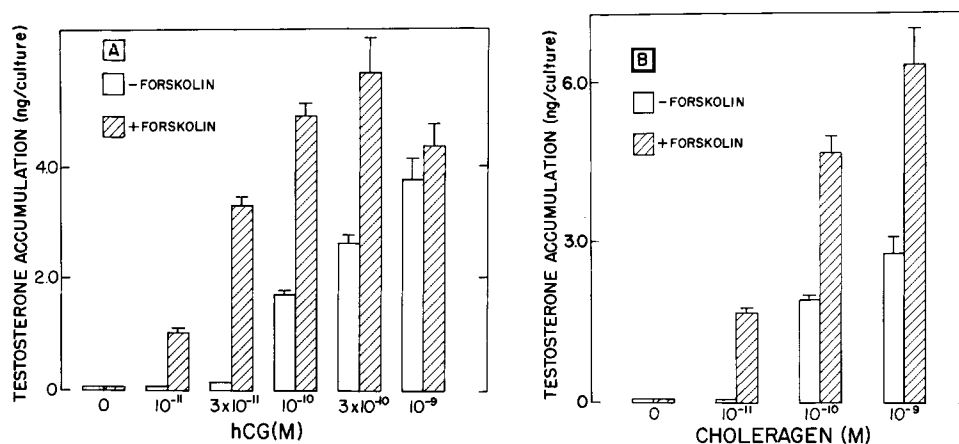 A
- FORSKOLIN
+ FORSKOLIN
TESTOSTERONE ACCUMULATION (ng/culture)
4.0
2.0
0
0 10⁻¹¹ 3x10⁻¹¹ 10⁻¹⁰ 3x10⁻¹⁰ 10⁻⁹
hCG(M)
B
- FORSKOLIN
+ FORSKOLIN
TESTOSTERONE ACCUMULATION (ng/culture)
6.0
3.0
0
0 10⁻¹¹ 10⁻¹⁰ 10⁻⁹
CHOLERAGEN (M)